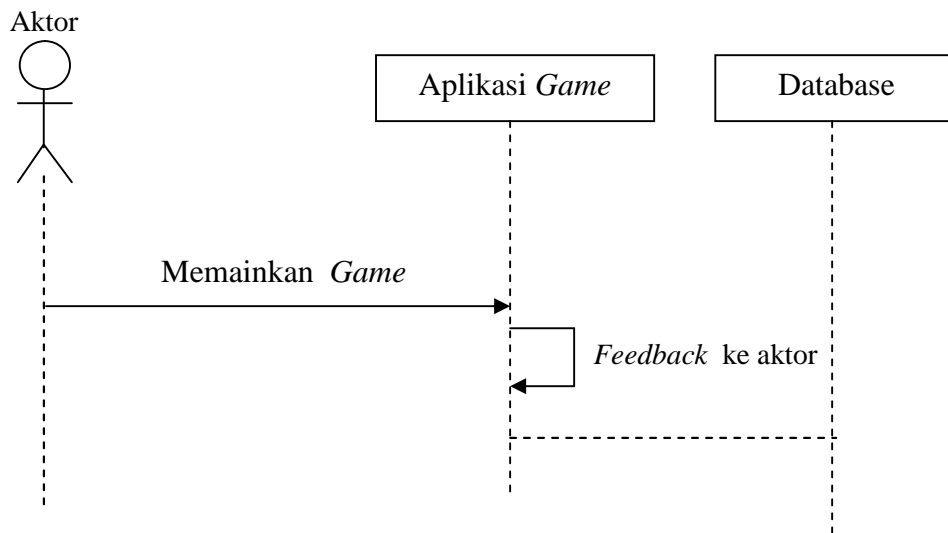 Aktor
Aplikasi Game
Database
Memainkan Game
Feedback ke aktor